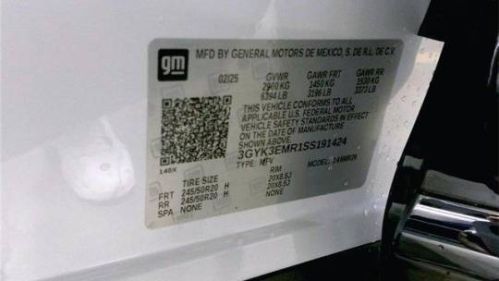 gm
MFD BY GENERAL MOTORS DE MEXICO, S. DE R.L. DE C.V.
02/25 GVWR GAWR FRT GAWR RR
2900 KG 1450 KG 1530 KG
6394 LB 3196 LB 3373 LB
THIS VEHICLE CONFORMS TO ALL
APPLICABLE U.S. FEDERAL MOTOR
VEHICLE SAFETY STANDARDS IN EFFECT
ON THE DATE OF MANUFACTURE
SHOWN ABOVE.
3GYK3EMR1SS191424
TYPE: MPV MODEL:
TIRE SIZE RIM
FRT 245/50R20 H 20X8.5J
RR 245/50R20 H 20X8.5J
SPA NONE NONE